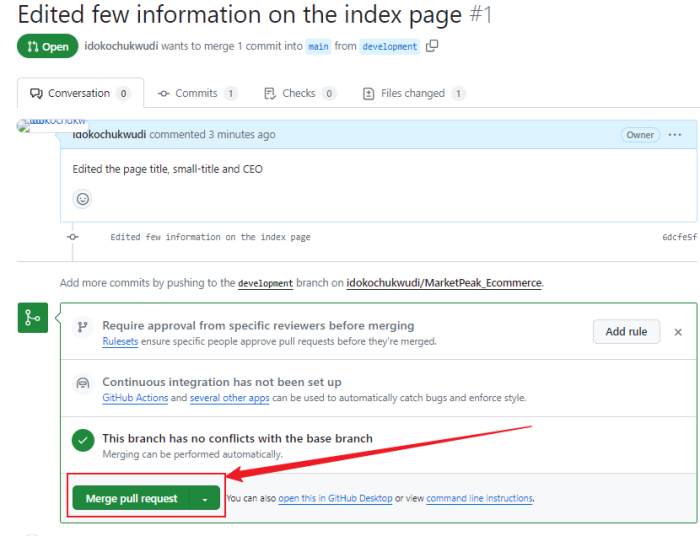 Edited few information on the index page #1
Open idokochukwudi wants to merge 1 commit into main from development
Conversation 0 Commits 1 Checks 0 Files changed 1
idokochukwudi commented 3 minutes ago Owner
Edited the page title, small-title and CEO
Edited few information on the index page 6dcfe5f
Add more commits by pushing to the development branch on idokochukwudi/MarketPeak_Ecommerce.
Require approval from specific reviewers before merging
Rulesets ensure specific people approve pull requests before they're merged.
Add rule
Continuous integration has not been set up
GitHub Actions and several other apps can be used to automatically catch bugs and enforce style.
This branch has no conflicts with the base branch
Merging can be performed automatically.
Merge pull request You can also open this in GitHub Desktop or view command line instructions.